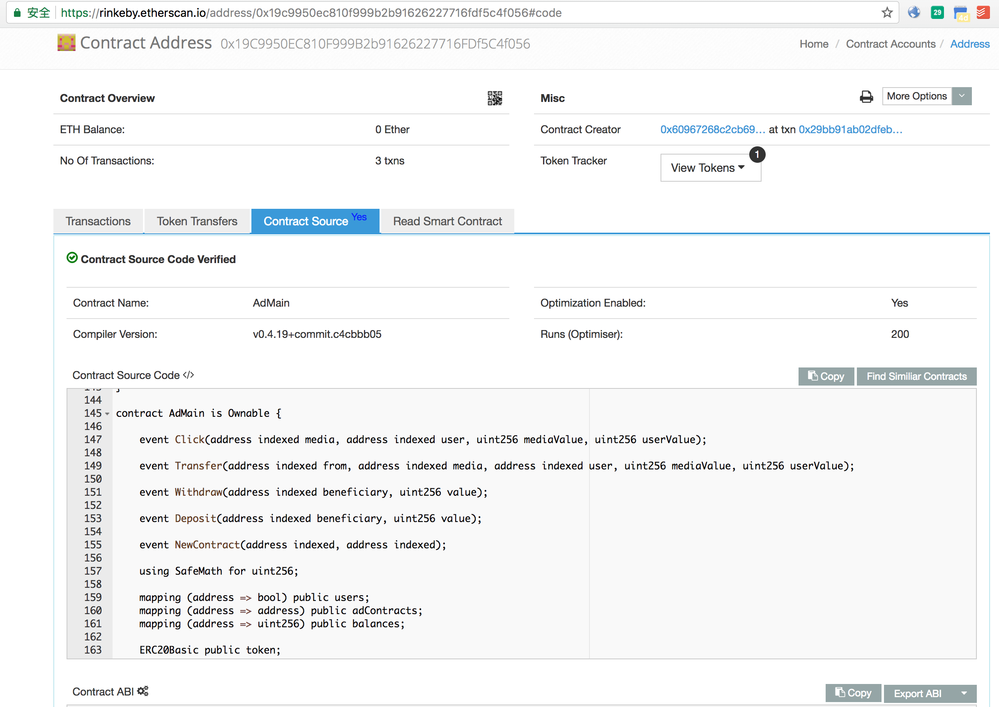 安全 https://rinkeby.etherscan.io/address/0x19c9950ec810f999b2b91626227716fdf5c4f056#code 29 4d
Contract Address 0x19C9950EC810F999B2b91626227716FDf5C4f056
Home / Contract Accounts / Address
Contract Overview
Misc
More Options
ETH Balance: 0 Ether
Contract Creator 0x60967268c2cb69... at txn 0x29bb91ab02dfeb...
No Of Transactions: 3 txns
Token Tracker View Tokens 1
Transactions Token Transfers Contract Source Yes Read Smart Contract
Contract Source Code Verified
Contract Name: AdMain
Optimization Enabled: Yes
Compiler Version: v0.4.19+commit.c4cbbb05
Runs (Optimiser): 200
Contract Source Code </>
Copy Find Similiar Contracts
144
145 contract AdMain is Ownable {
146
147 event Click(address indexed media, address indexed user, uint256 mediaValue, uint256 userValue);
148
149 event Transfer(address indexed from, address indexed media, address indexed user, uint256 mediaValue, uint256 userValue);
150
151 event Withdraw(address indexed beneficiary, uint256 value);
152
153 event Deposit(address indexed beneficiary, uint256 value);
154
155 event NewContract(address indexed, address indexed);
156
157 using SafeMath for uint256;
158
159 mapping (address => bool) public users;
160 mapping (address => address) public adContracts;
161 mapping (address => uint256) public balances;
162
163 ERC20Basic public token;
Contract ABI
Copy Export ABI